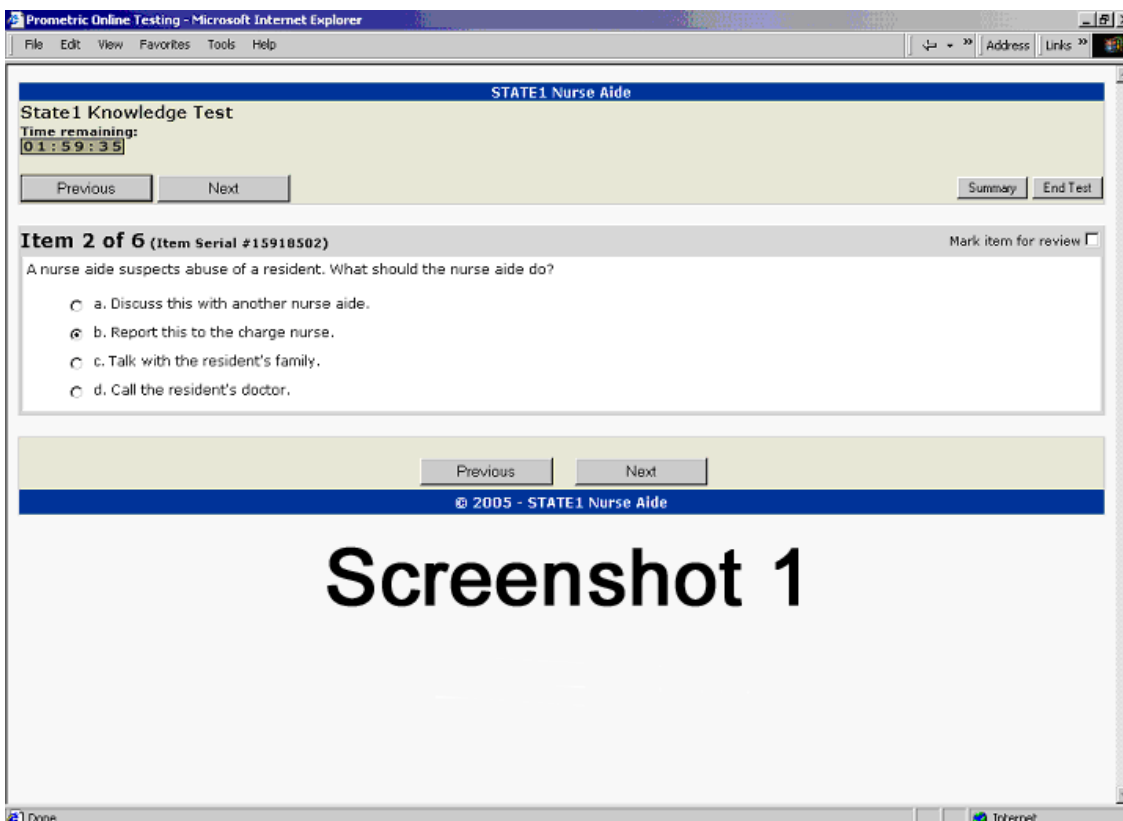 Prometric Online Testing - Microsoft Internet Explorer
File Edit View Favorites Tools Help
Address Links »
STATE1 Nurse Aide
State1 Knowledge Test
Time remaining:
01:59:35
Previous Next Summary End Test
Item 2 of 6 (Item Serial #15918502) Mark item for review
A nurse aide suspects abuse of a resident. What should the nurse aide do?
a. Discuss this with another nurse aide.
b. Report this to the charge nurse.
c. Talk with the resident's family.
d. Call the resident's doctor.
Previous Next
© 2005 - STATE1 Nurse Aide
Screenshot 1
Done Internet